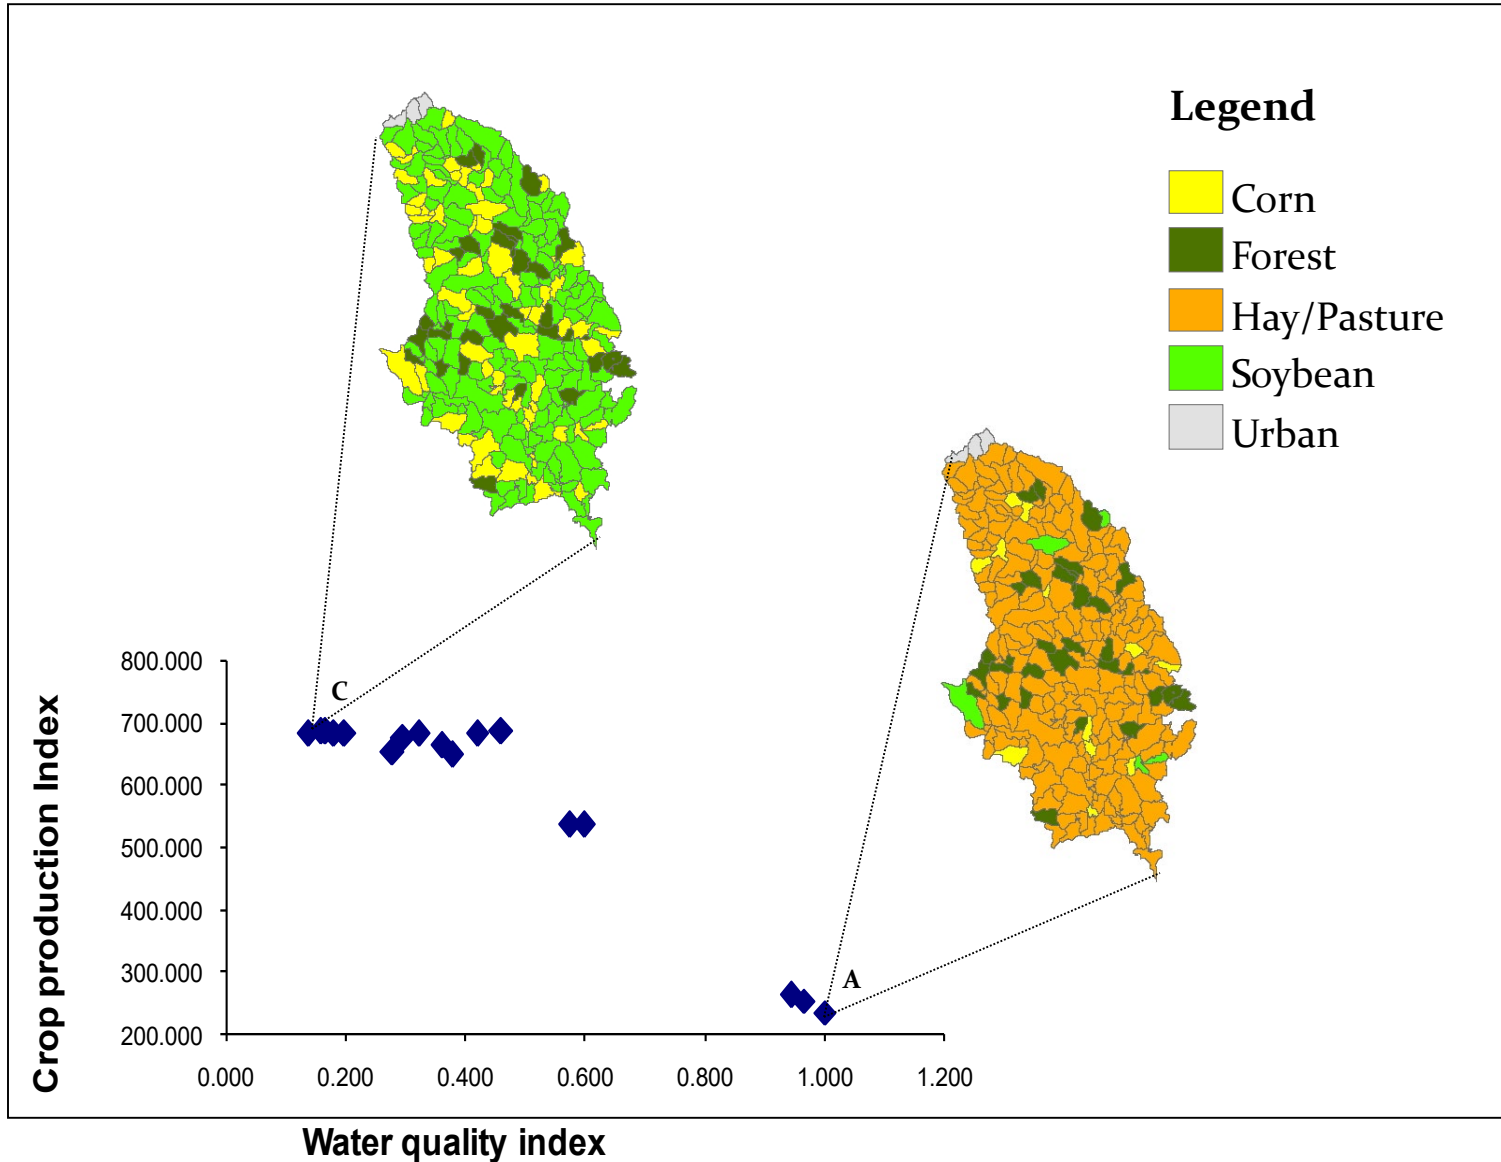 Legend
Corn
Forest
Hay/Pasture
Soybean
Urban
C
A
Crop production Index
800.000
700.000
600.000
500.000
400.000
300.000
200.000
0.000 0.200 0.400 0.600 0.800 1.000 1.200
Water quality index